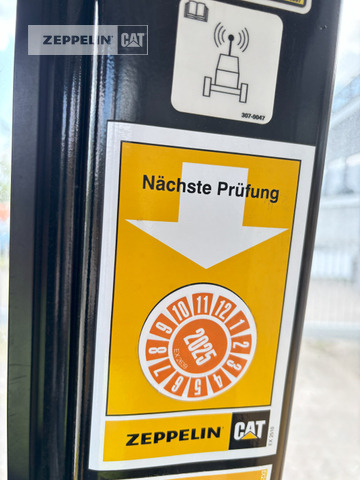 ZEPPELIN CAT
307-0047
Nächste Prüfung
10 11 12 1 2 3 4 5 6 7 8 9
2025
ZEPPELIN CAT